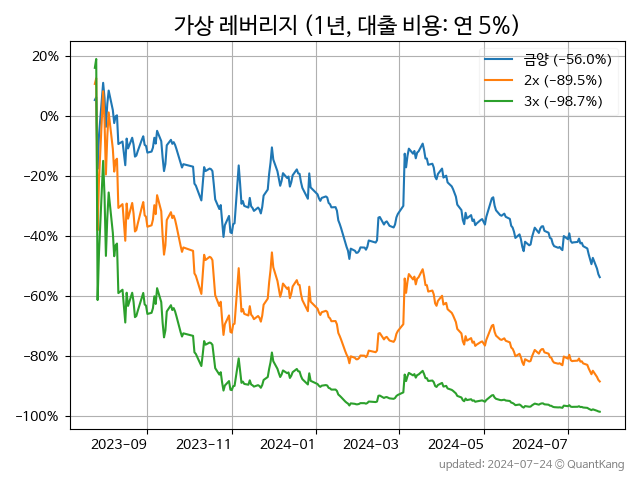 가상 레버리지 (1년, 대출 비용: 연 5%)
금양 (-56.0%)
2x (-89.5%)
3x (-98.7%)
20%
0%
−20%
−40%
−60%
−80%
−100%
2023-09
2023-11
2024-01
2024-03
2024-05
2024-07
updated: 2024-07-24 © QuantKang